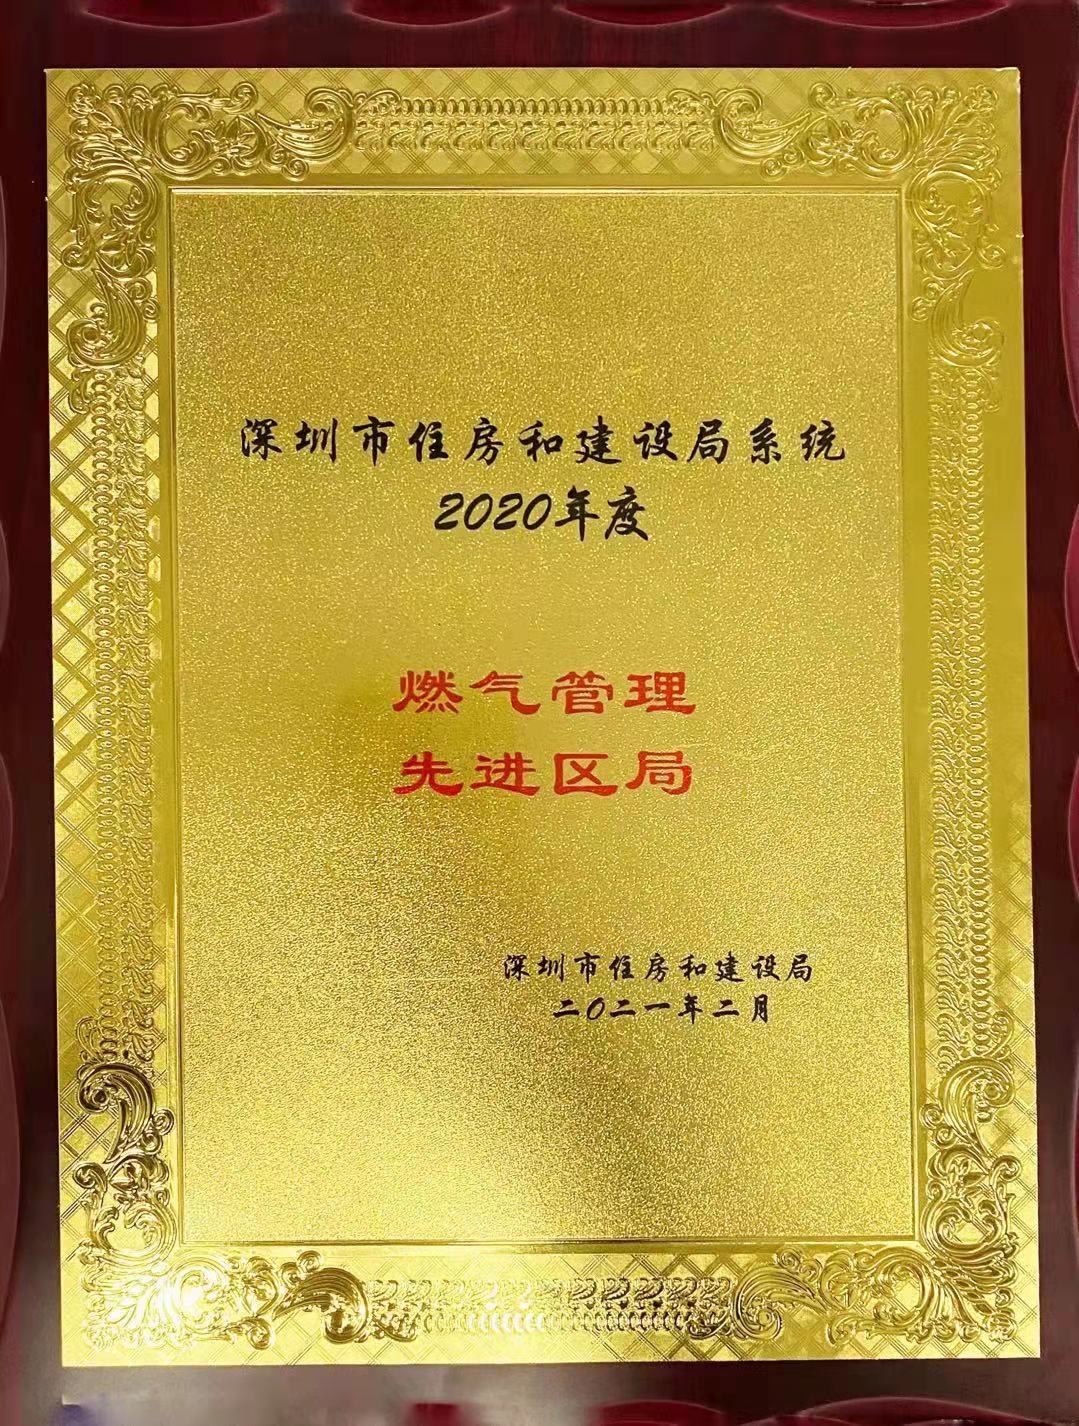 深圳市住房和建设局系统
2020年度
燃气管理
先进区局
深圳市住房和建设局
二〇二一年二月